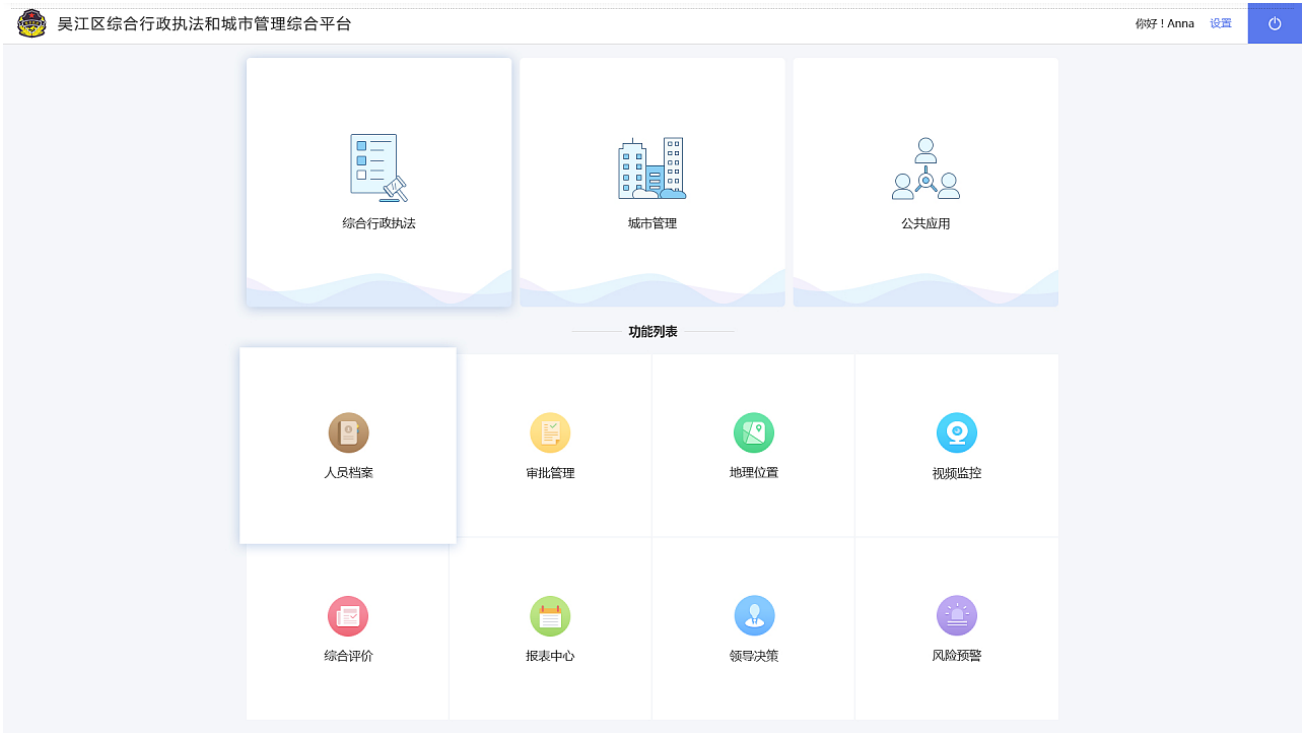 吴江区综合行政执法和城市管理综合平台
你好！Anna 设置
综合行政执法 城市管理 公共应用
功能列表
人员档案 审批管理 地理位置 视频监控
综合评价 报表中心 领导决策 风险预警